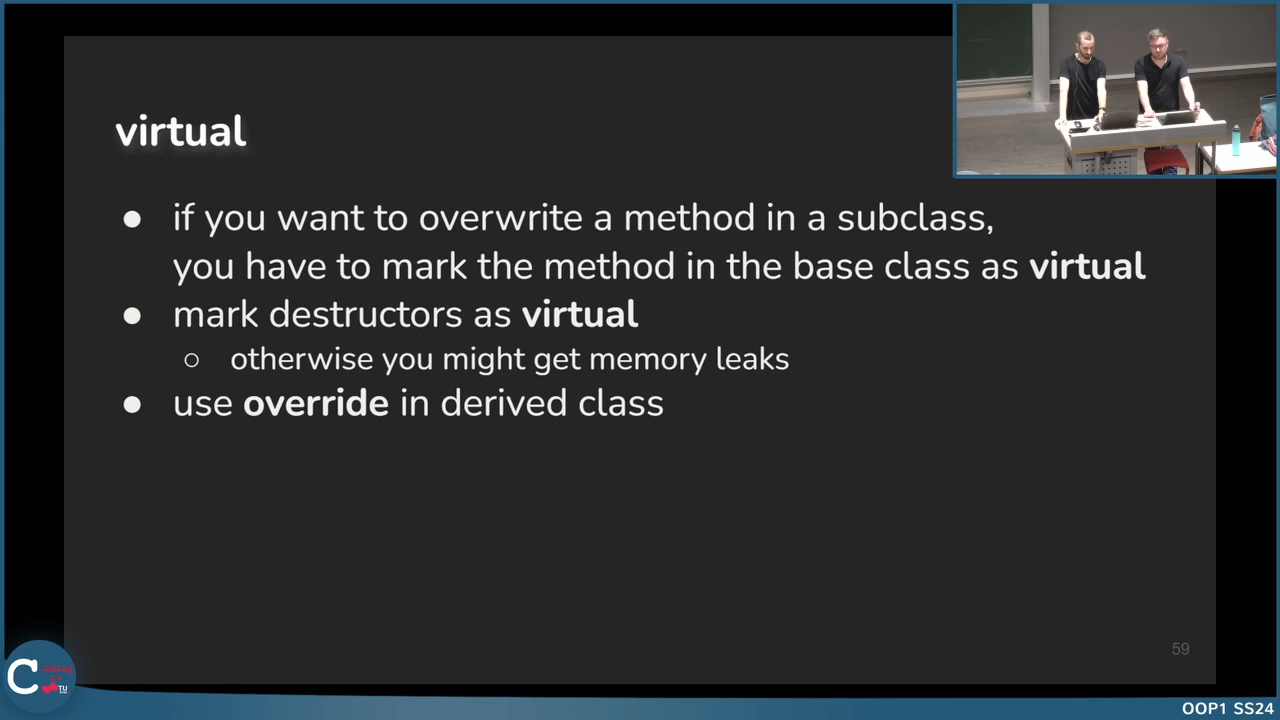 virtual
● if you want to overwrite a method in a subclass,
you have to mark the method in the base class as virtual
● mark destructors as virtual
○ otherwise you might get memory leaks
● use override in derived class
59
C
TU
OOP1 SS24